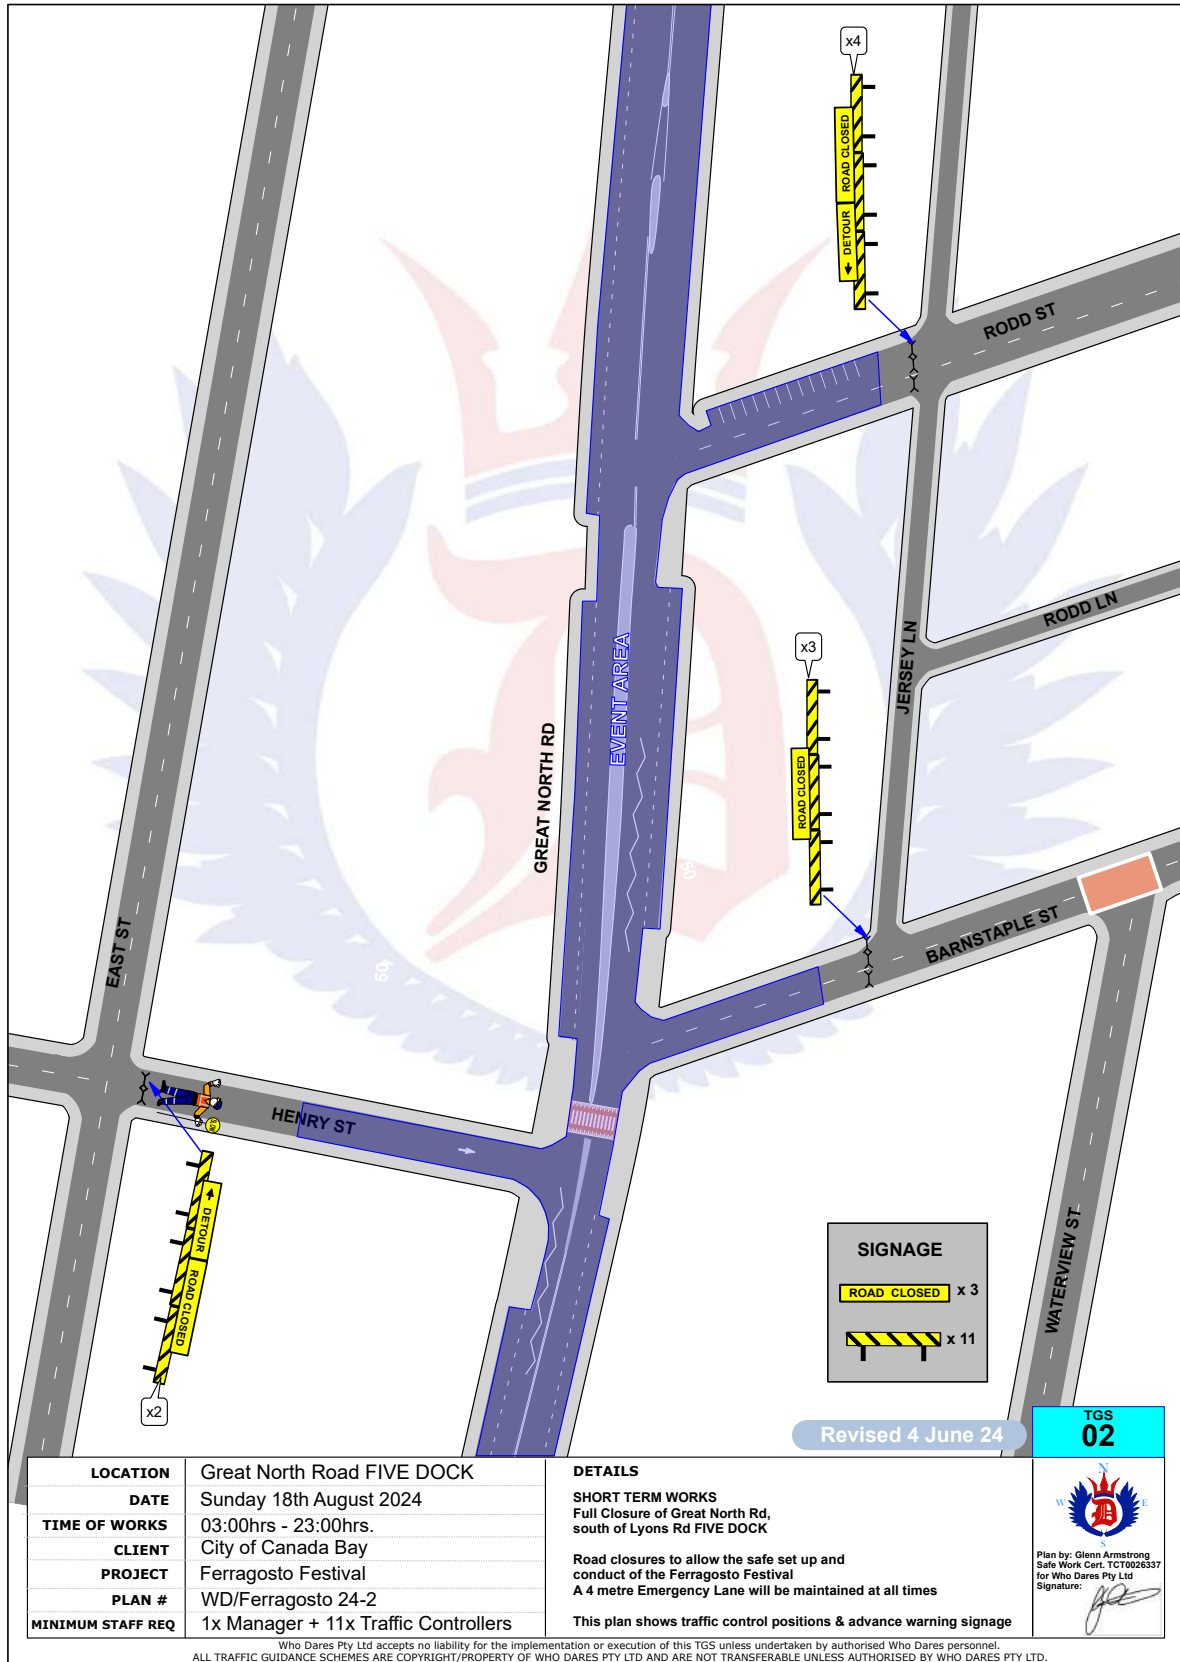 x4
ROAD CLOSED
DETOUR
RODD ST
RODD LN
x3
ROAD CLOSED
JERSEY LN
EVENT AREA
GREAT NORTH RD
50
50
EAST ST
BARNSTAPLE ST
HENRY ST
DETOUR
ROAD CLOSED
x2
WATERVIEW ST
SIGNAGE
ROAD CLOSED x 3
x 11
Revised 4 June 24
TGS
02
LOCATION Great North Road FIVE DOCK
DATE Sunday 18th August 2024
TIME OF WORKS 03:00hrs - 23:00hrs.
CLIENT City of Canada Bay
PROJECT Ferragosto Festival
PLAN # WD/Ferragosto 24-2
MINIMUM STAFF REQ 1x Manager + 11x Traffic Controllers
DETAILS
SHORT TERM WORKS
Full Closure of Great North Rd,
south of Lyons Rd FIVE DOCK
Road closures to allow the safe set up and
conduct of the Ferragosto Festival
A 4 metre Emergency Lane will be maintained at all times
This plan shows traffic control positions & advance warning signage
N
W E
D
S
Plan by: Glenn Armstrong
Safe Work Cert. TCT0026337
for Who Dares Pty Ltd
Signature:
Who Dares Pty Ltd accepts no liability for the implementation or execution of this TGS unless undertaken by authorised Who Dares personnel.
ALL TRAFFIC GUIDANCE SCHEMES ARE COPYRIGHT/PROPERTY OF WHO DARES PTY LTD AND ARE NOT TRANSFERABLE UNLESS AUTHORISED BY WHO DARES PTY LTD.